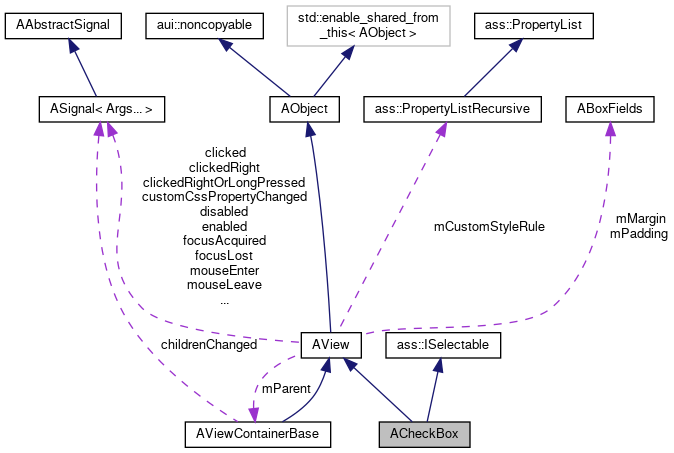 AAbstractSignal
aui::noncopyable
std::enable_shared_from
_this< AObject >
ass::PropertyList
ASignal< Args... >
AObject
ass::PropertyListRecursive
ABoxFields
clicked
clickedRight
clickedRightOrLongPressed
customCssPropertyChanged
disabled
enabled
focusAcquired
focusLost
mouseEnter
mouseLeave
...
mCustomStyleRule
mMargin
mPadding
childrenChanged
AView
ass::ISelectable
mParent
AViewContainerBase
ACheckBox